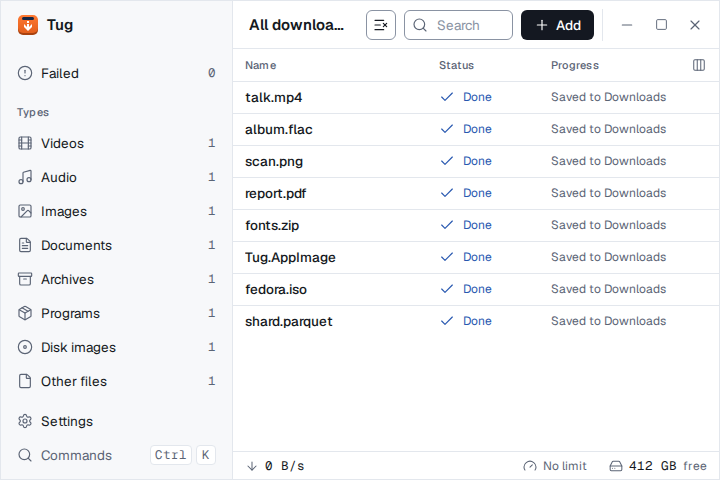 Tug
Failed 0
Types
Videos 1
Audio 1
Images 1
Documents 1
Archives 1
Programs 1
Disk images 1
Other files 1
Settings
Commands Ctrl K
All downloa... Search Add
Name Status Progress
talk.mp4 Done Saved to Downloads
album.flac Done Saved to Downloads
scan.png Done Saved to Downloads
report.pdf Done Saved to Downloads
fonts.zip Done Saved to Downloads
Tug.AppImage Done Saved to Downloads
fedora.iso Done Saved to Downloads
shard.parquet Done Saved to Downloads
0 B/s No limit 412 GB free